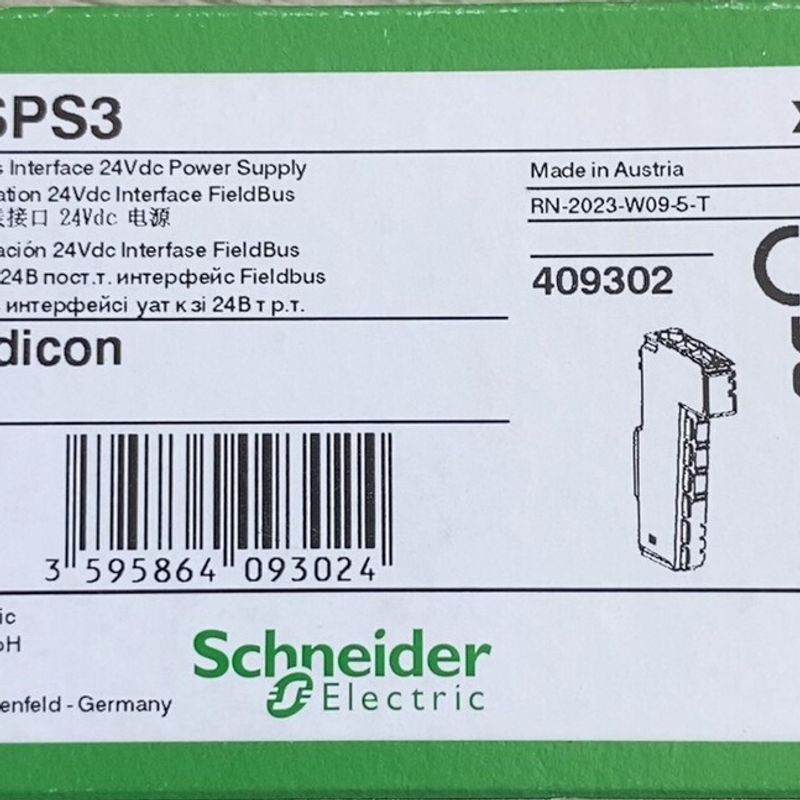 SPS3
s Interface 24Vdc Power Supply
ation 24Vdc Interface FieldBus
接口 24Vdc 电源
ación 24Vdc Interfase FieldBus
24В пост.т. интерфейс Fieldbus
интерфейсі уат к зі 24В т р.т.
dicon
Made in Austria
RN-2023-W09-5-T
409302
3 595864 093024
ic
bH
enfeld - Germany
Schneider
Electric